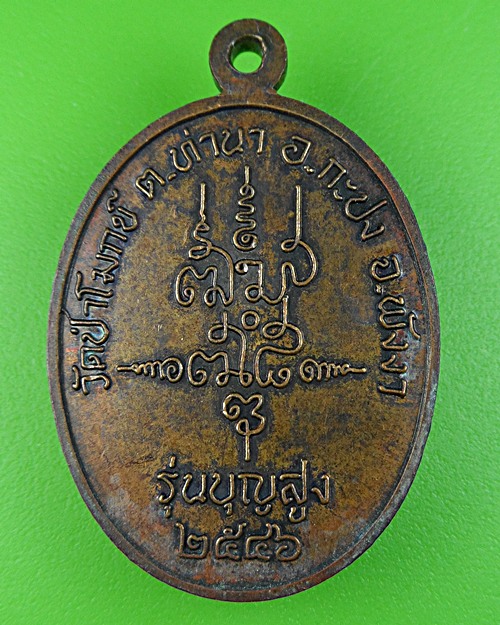 วัดป่าโมกข์ ต.ท่านา อ.กะปง จ.พังงา
รุ่นบุญสูง
๒๕๔๖